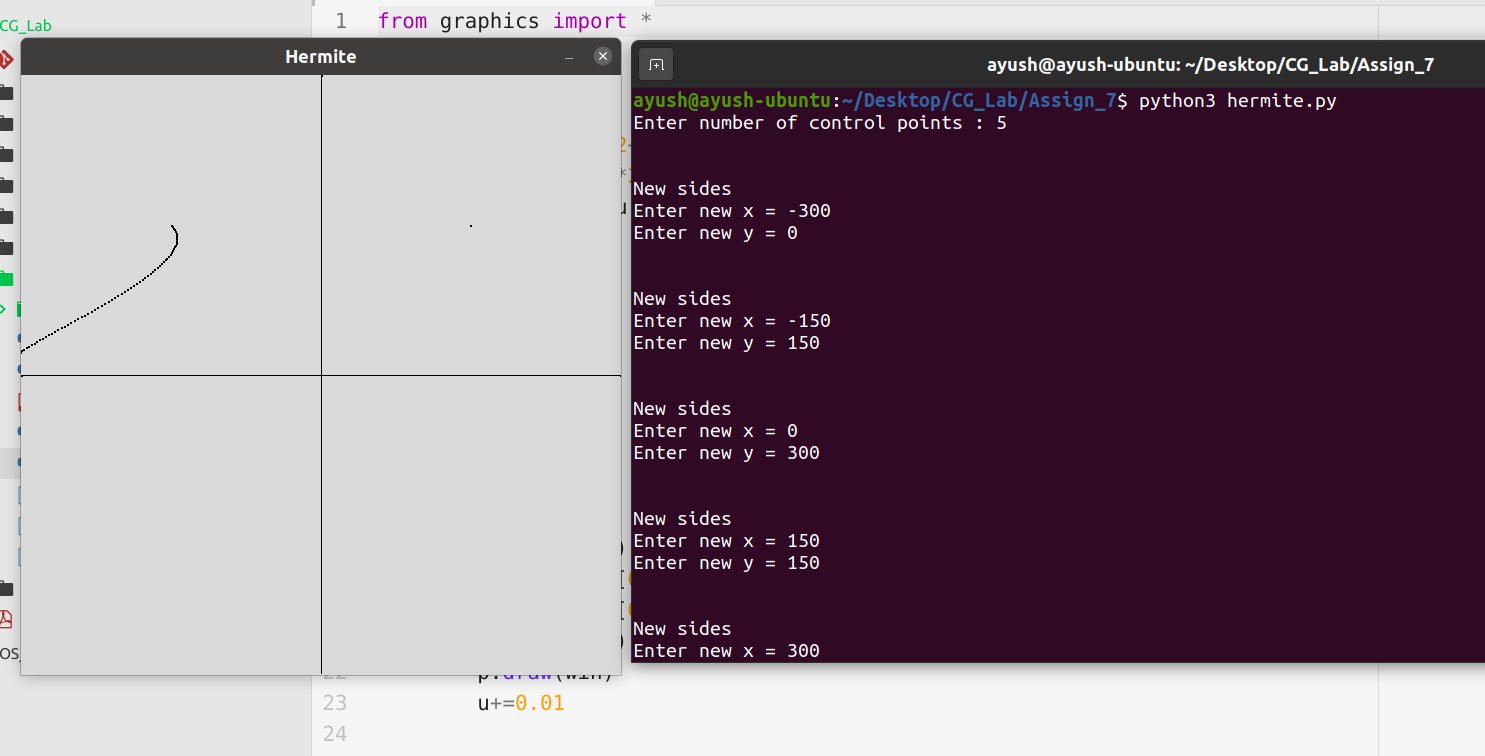 CG_Lab
1 from graphics import *
Hermite
ayush@ayush-ubuntu: ~/Desktop/CG_Lab/Assign_7
ayush@ayush-ubuntu:~/Desktop/CG_Lab/Assign_7$ python3 hermite.py
Enter number of control points : 5
New sides
Enter new x = -300
Enter new y = 0
New sides
Enter new x = -150
Enter new y = 150
New sides
Enter new x = 0
Enter new y = 300
New sides
Enter new x = 150
Enter new y = 150
New sides
Enter new x = 300
OS_
22 p.draw(win)
23 u+=0.01
24